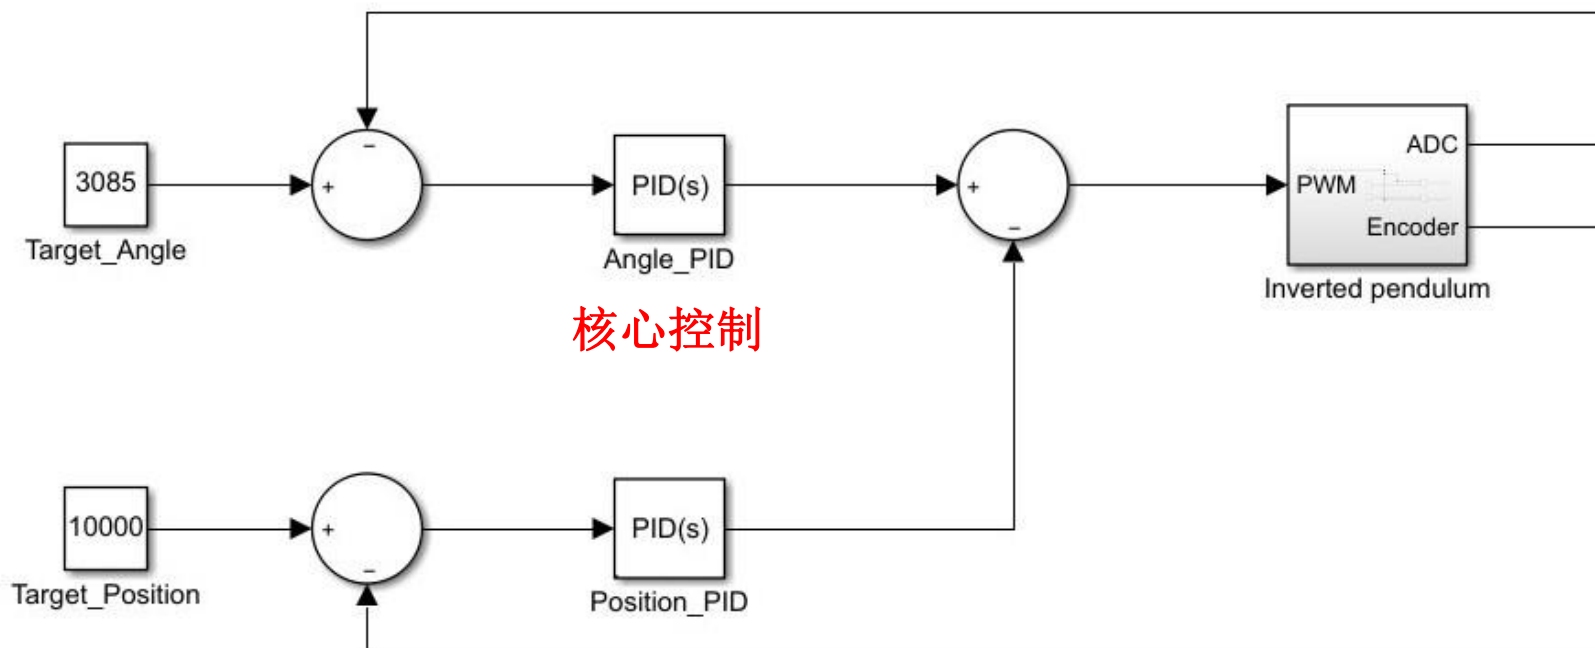 3085
Target_Angle
−
+
PID(s)
Angle_PID
+
−
PWM
ADC
Encoder
Inverted pendulum
核心控制
10000
Target_Position
+
−
PID(s)
Position_PID